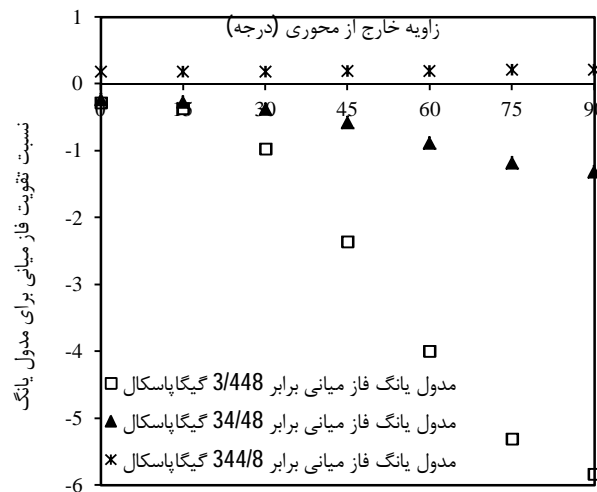 1
زاویه خارج از محوری (درجه)
0
0 15 30 45 60 75 90
-1
-2
-3
-4
-5
-6
نسبت تقویت فاز میانی برای مدول یانگ
مدول یانگ فاز میانی برابر 3/448 گیگاپاسکال
مدول یانگ فاز میانی برابر 34/48 گیگاپاسکال
مدول یانگ فاز میانی برابر 344/8 گیگاپاسکال